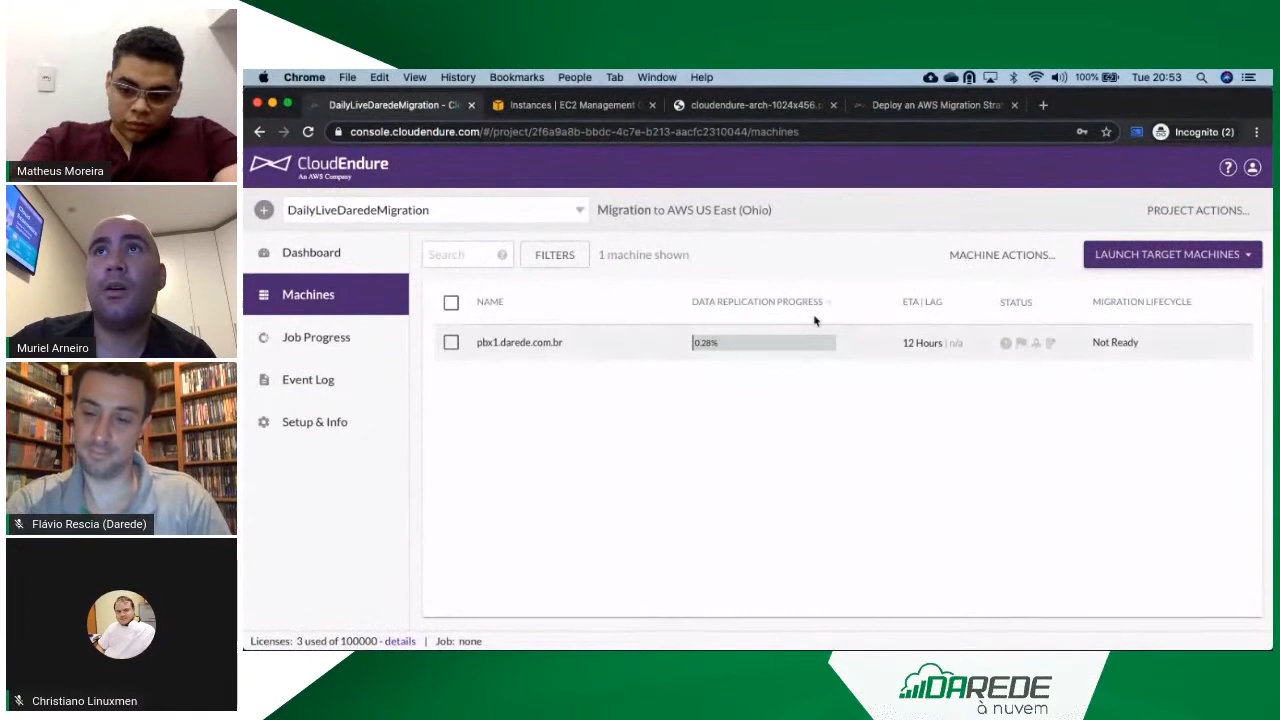 Matheus Moreira
Muriel Arneiro
Flávio Rescia (Darede)
Christiano Linuxmen
Chrome File Edit View History Bookmarks People Tab Window Help
100% Tue 20:53
DailyLiveDaredeMigration - Cl
Instances | EC2 Management
cloudendure-arch-1024x456.p
Deploy an AWS Migration Stra
console.cloudendure.com/#/project/2f6a9a8b-bbdc-4c7e-b213-aacfc2310044/machines
Incognito (2)
CloudEndure
An AWS Company
DailyLiveDaredeMigration
Migration to AWS US East (Ohio)
PROJECT ACTIONS...
Dashboard
Machines
Job Progress
Event Log
Setup & Info
Search
FILTERS
1 machine shown
MACHINE ACTIONS...
LAUNCH TARGET MACHINES
NAME DATA REPLICATION PROGRESS ETA | LAG STATUS MIGRATION LIFECYCLE
pbx1.darede.com.br 0.28% 12 Hours | n/a Not Ready
Licenses: 3 used of 100000 - details | Job: none
DAREDE
à nuvem